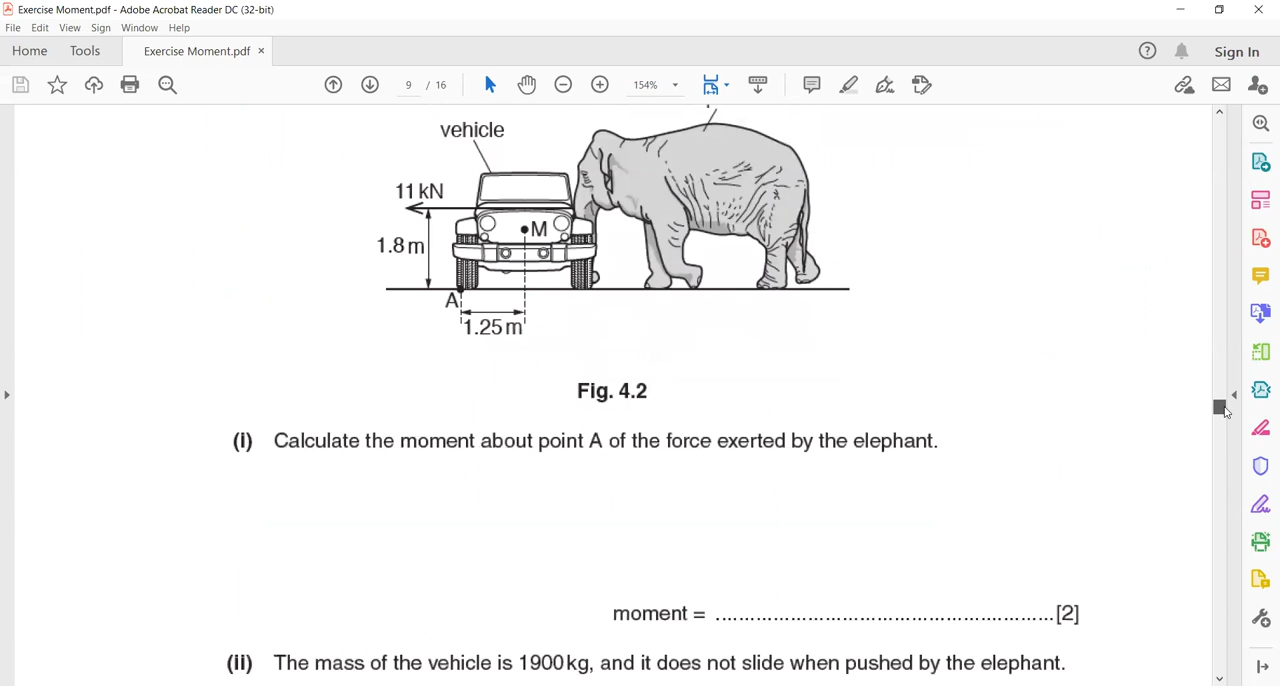 Exercise Moment.pdf - Adobe Acrobat Reader DC (32-bit)
File Edit View Sign Window Help
Home Tools Exercise Moment.pdf × Sign In
9 / 16 154%
vehicle
11 kN
M
1.8 m
A
1.25 m
Fig. 4.2
(i) Calculate the moment about point A of the force exerted by the elephant.
moment = ......................................................... [2]
(ii) The mass of the vehicle is 1900 kg, and it does not slide when pushed by the elephant.